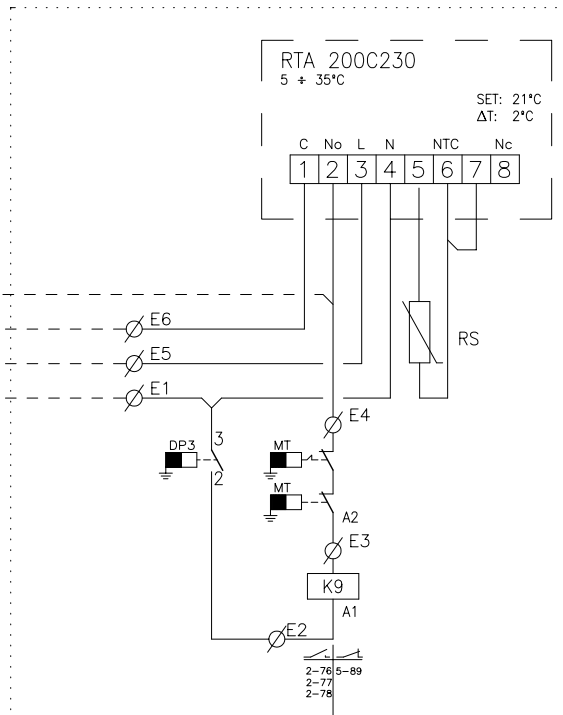 RTA 200C230
5 ÷ 35°C
SET: 21°C
ΔT: 2°C
C No L N NTC Nc
1 2 3 4 5 6 7 8
E6
E5
RS
E1
E4
DP3 3 MT
2
MT
A2
E3
K9
A1
E2
2-76 5-89
2-77
2-78